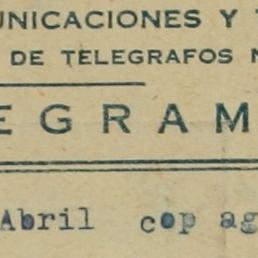 UNICACIONES Y
DE TELEGRAFOS N
EGRAM
Abril cop ag